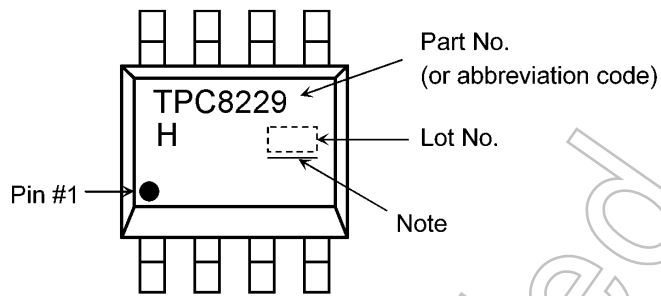 Part No.
(or abbreviation code)
TPC8229
H
Lot No.
Pin #1
Note